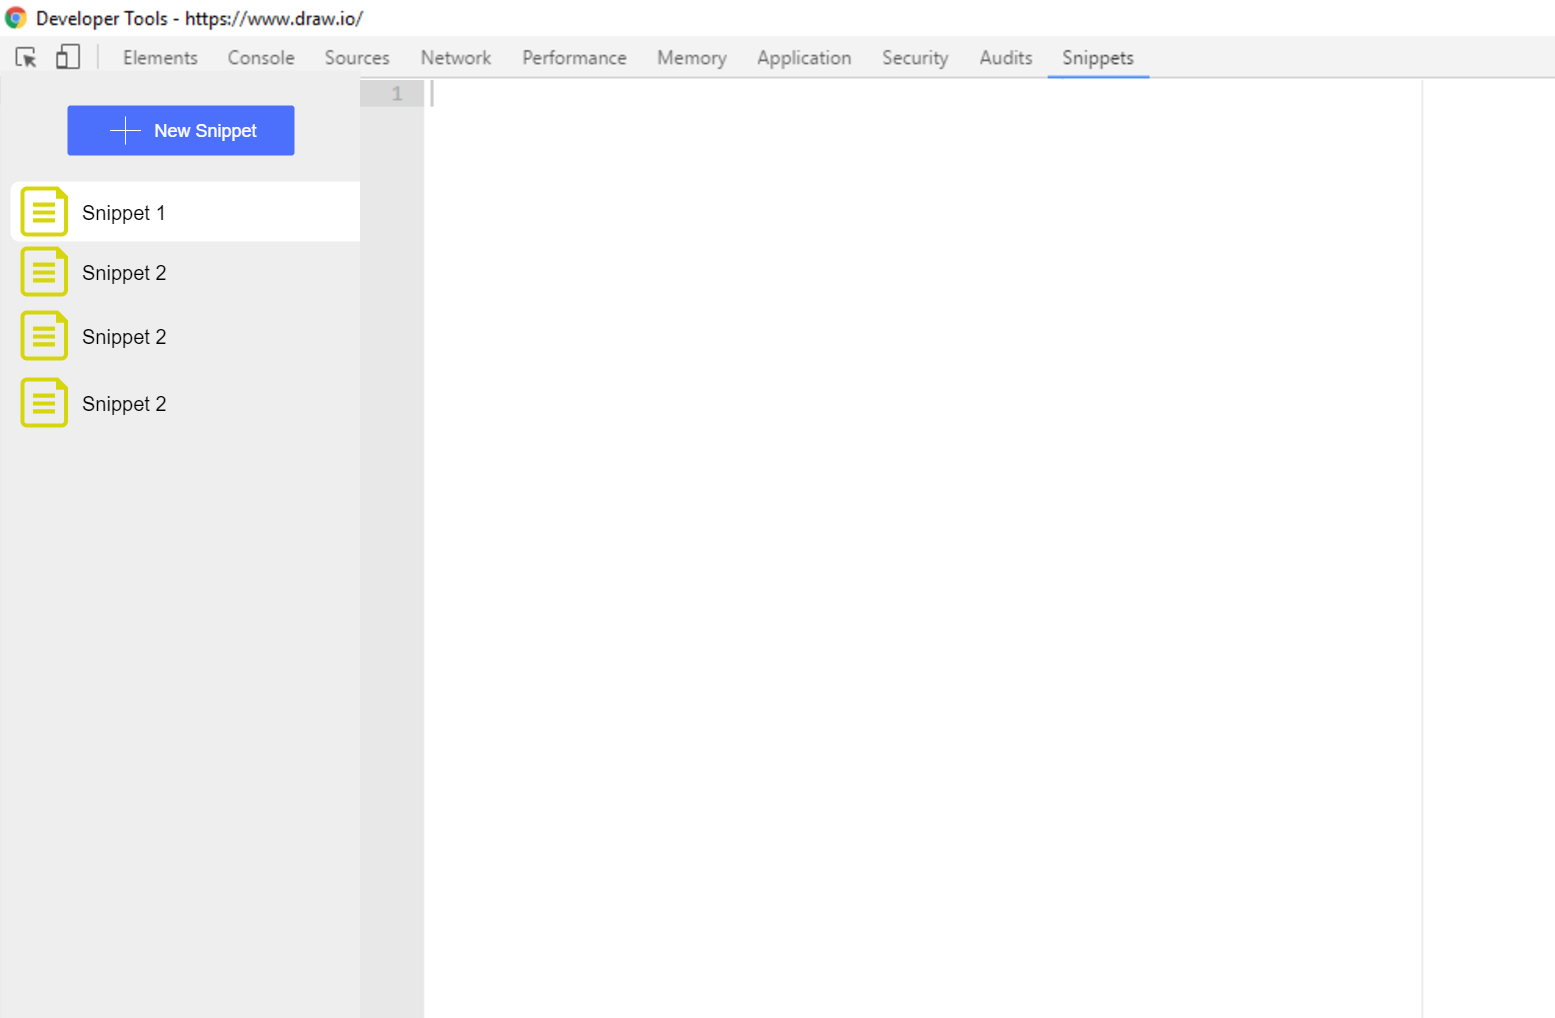 Developer Tools - https://www.draw.io/
Elements Console Sources Network Performance Memory Application Security Audits Snippets
1
New Snippet
Snippet 1
Snippet 2
Snippet 2
Snippet 2